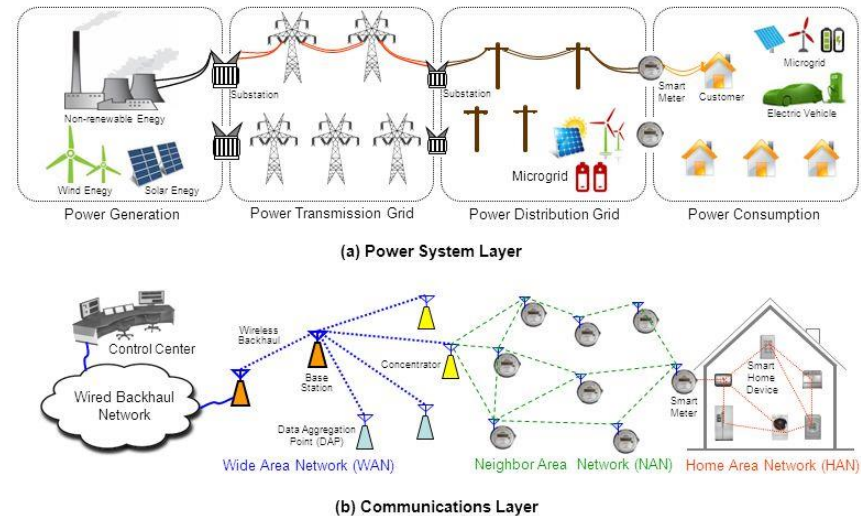 Substation
Substation
Smart
Meter
Customer
Microgrid
Electric Vehicle
Non-renewable Enegy
Wind Enegy
Solar Enegy
Microgrid
Power Generation
Power Transmission Grid
Power Distribution Grid
Power Consumption
(a) Power System Layer
Control Center
Wired Backhaul
Network
Wireless
Backhaul
Base
Station
Concentrator
Data Aggregation
Point (DAP)
Smart
Meter
Smart
Home
Device
Wide Area Network (WAN)
Neighbor Area Network (NAN)
Home Area Network (HAN)
(b) Communications Layer